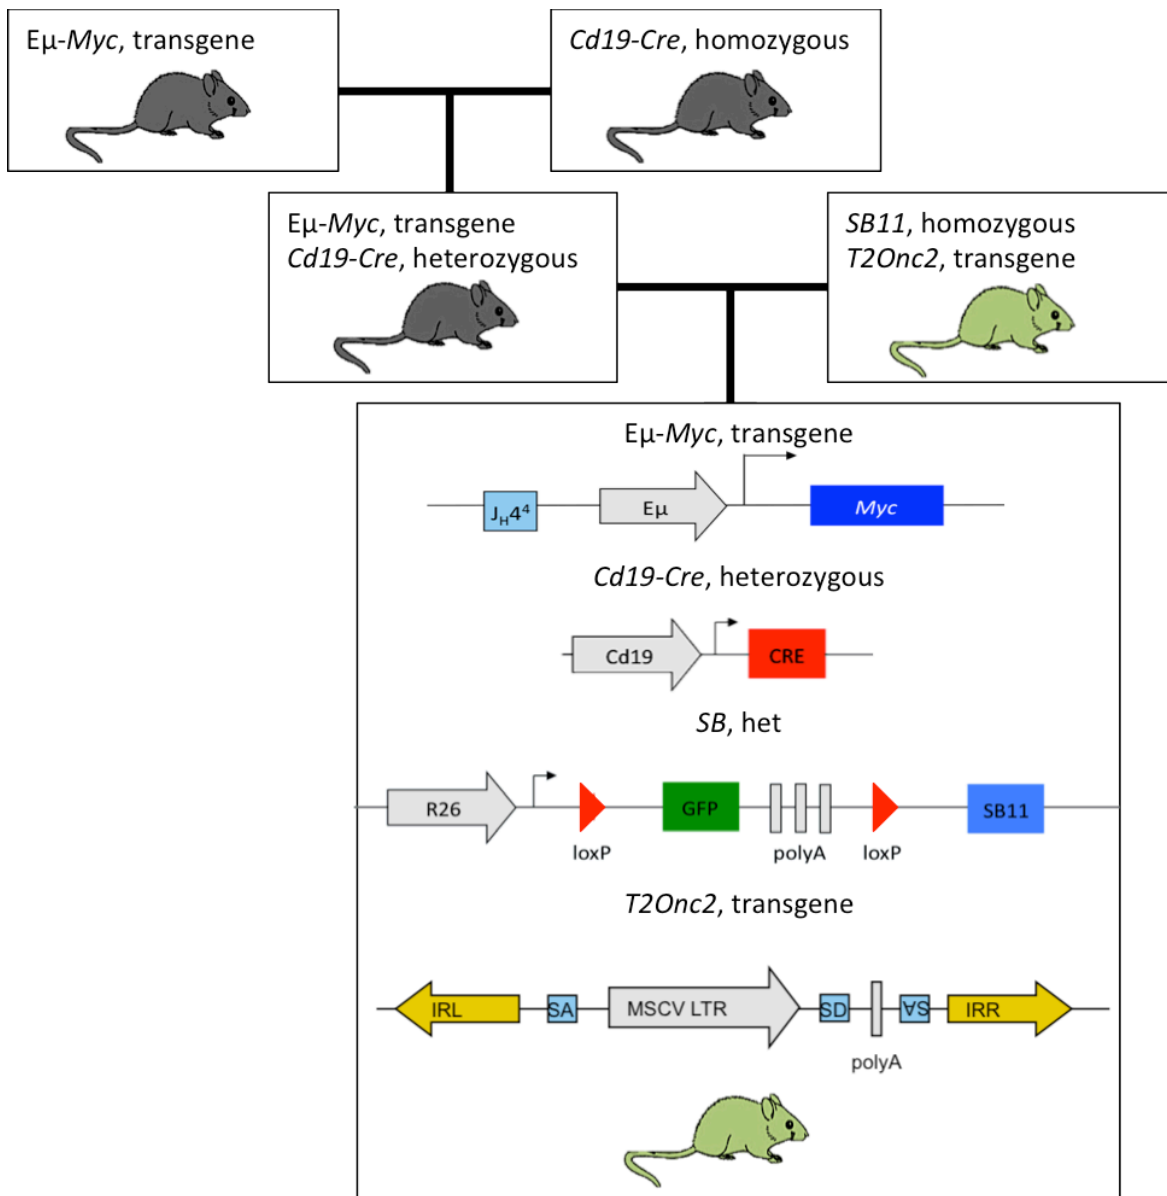 Eµ-Myc, transgene
Cd19-Cre, homozygous
Eµ-Myc, transgene
Cd19-Cre, heterozygous
SB11, homozygous
T2Onc2, transgene
Eµ-Myc, transgene
JH4⁴ Eµ Myc
Cd19-Cre, heterozygous
Cd19 CRE
SB, het
R26 GFP SB11
loxP polyA loxP
T2Onc2, transgene
IRL SA MSCV LTR SD SA IRR
polyA